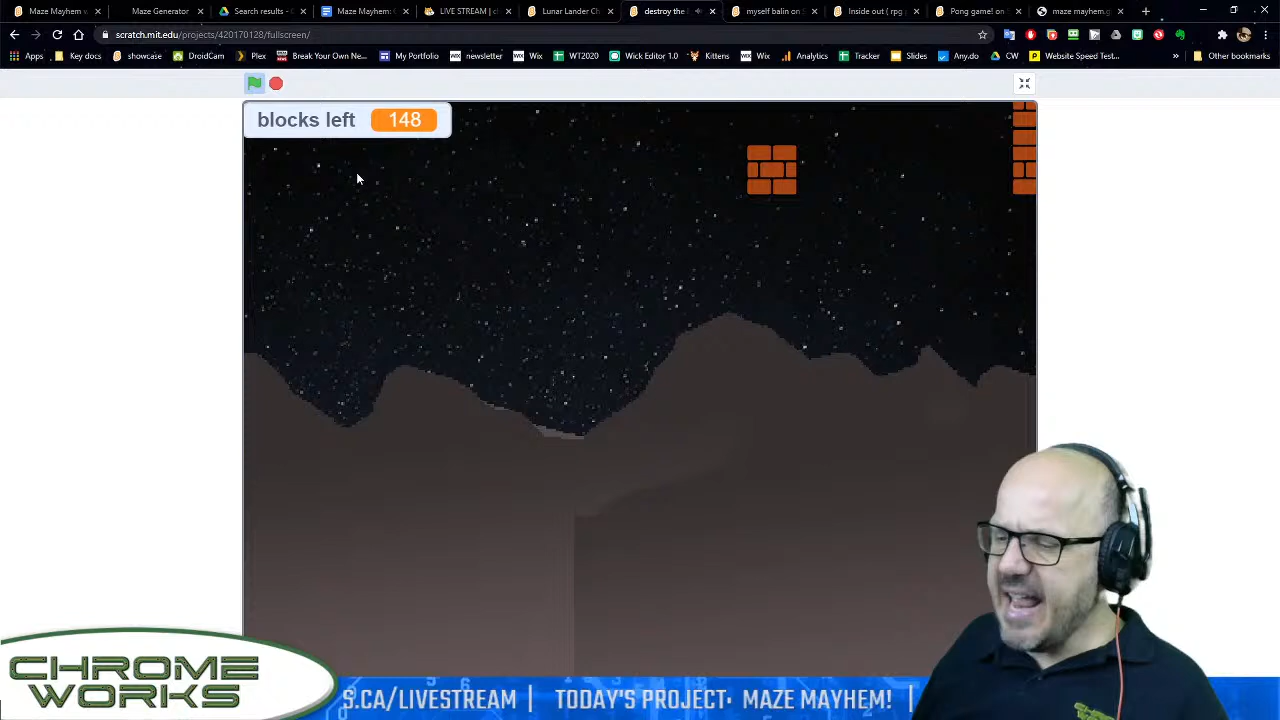 Maze Mayhem w
Maze Generator
Search results - G
Maze Mayhem: C
LIVE STREAM | c
Lunar Lander Ch
destroy the
myself balin on S
Inside out ( rpg
Pong game! on S
maze mayhem.g
scratch.mit.edu/projects/420170128/fullscreen/
Apps
Key docs
showcase
DroidCam
Plex
Break Your Own Ne...
My Portfolio
newsletter
Wix
WT2020
Wick Editor 1.0
Kittens
Wix
Analytics
Tracker
Slides
CW
Website Speed Test...
»
Other bookmarks
blocks left 148
CHROME
WORKS
S.CA/LIVESTREAM | TODAY'S PROJECT: MAZE MAYHEM! |